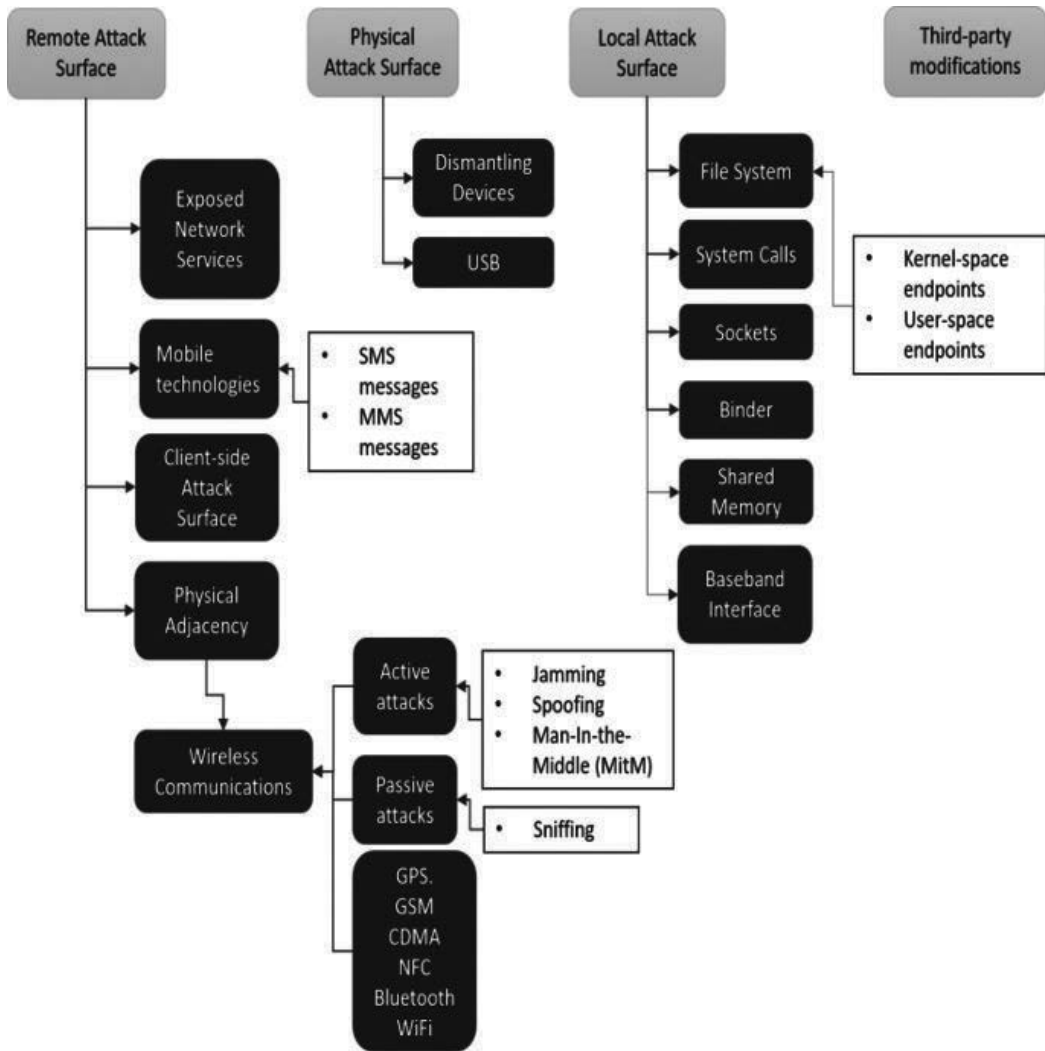 Remote Attack
Surface
Physical
Attack Surface
Local Attack
Surface
Third-party
modifications
Exposed
Network
Services
Mobile
technologies
• SMS
messages
• MMS
messages
Client-side
Attack
Surface
Physical
Adjacency
Wireless
Communications
Active
attacks
• Jamming
• Spoofing
• Man-In-the-
Middle (MitM)
Passive
attacks
• Sniffing
GPS.
GSM
CDMA
NFC
Bluetooth
WiFi
Dismantling
Devices
USB
File System
System Calls
Sockets
Binder
Shared
Memory
Baseband
Interface
• Kernel-space
endpoints
• User-space
endpoints